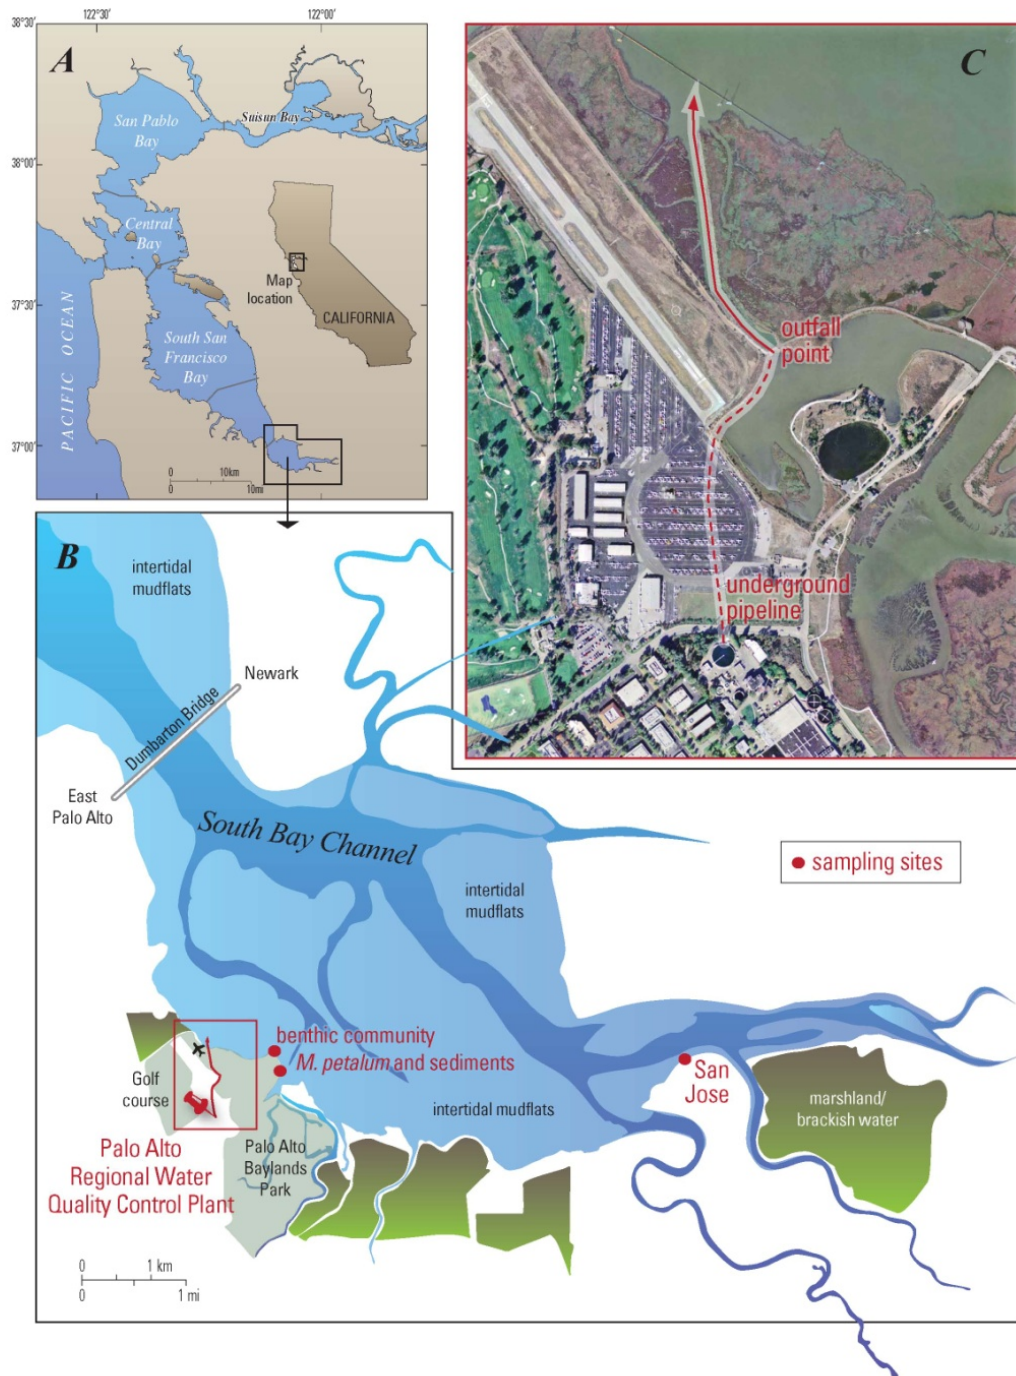 122°30'
122°00'
38°30'
38°00'
37°30'
37°00'
A
San Pablo
Bay
Suisun Bay
Central
Bay
Map
location
CALIFORNIA
South San
Francisco
Bay
PACIFIC OCEAN
0 10km
0 10mi
C
outfall
point
underground
pipeline
B
intertidal
mudflats
Newark
Dumbarton Bridge
East
Palo Alto
South Bay Channel
intertidal
mudflats
sampling sites
benthic community
M. petalum and sediments
San
Jose
Golf
course
intertidal mudflats
marshland/
brackish water
Palo Alto
Regional Water
Quality Control Plant
Palo Alto
Baylands
Park
0 1 km
0 1 mi